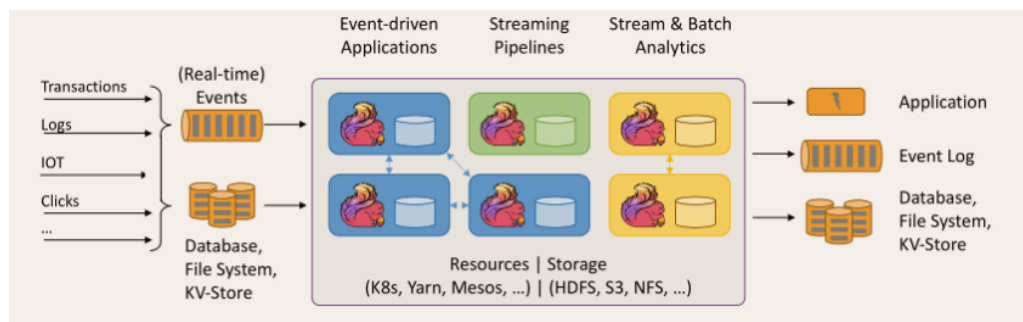 Event-driven
Applications
Streaming
Pipelines
Stream & Batch
Analytics
Transactions
Logs
IOT
Clicks
...
(Real-time)
Events
Database,
File System,
KV-Store
Resources | Storage
(K8s, Yarn, Mesos, ...) | (HDFS, S3, NFS, ...)
Application
Event Log
Database,
File System,
KV-Store